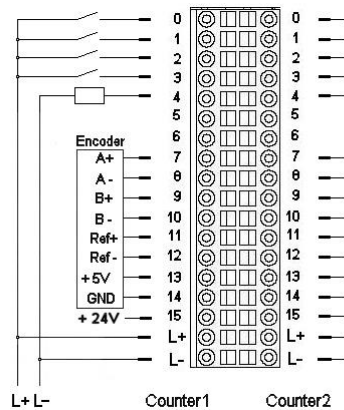 0 0
1 1
2 2
3 3
4 4
5 5
6 6
Encoder
A+ 7 7
A- 8 8
B+ 9 9
B- 10 10
Ref+ 11 11
Ref- 12 12
+5V 13 13
GND 14 14
+ 24V 15 15
L+ L+
L- L-
L+ L- Counter1 Counter2